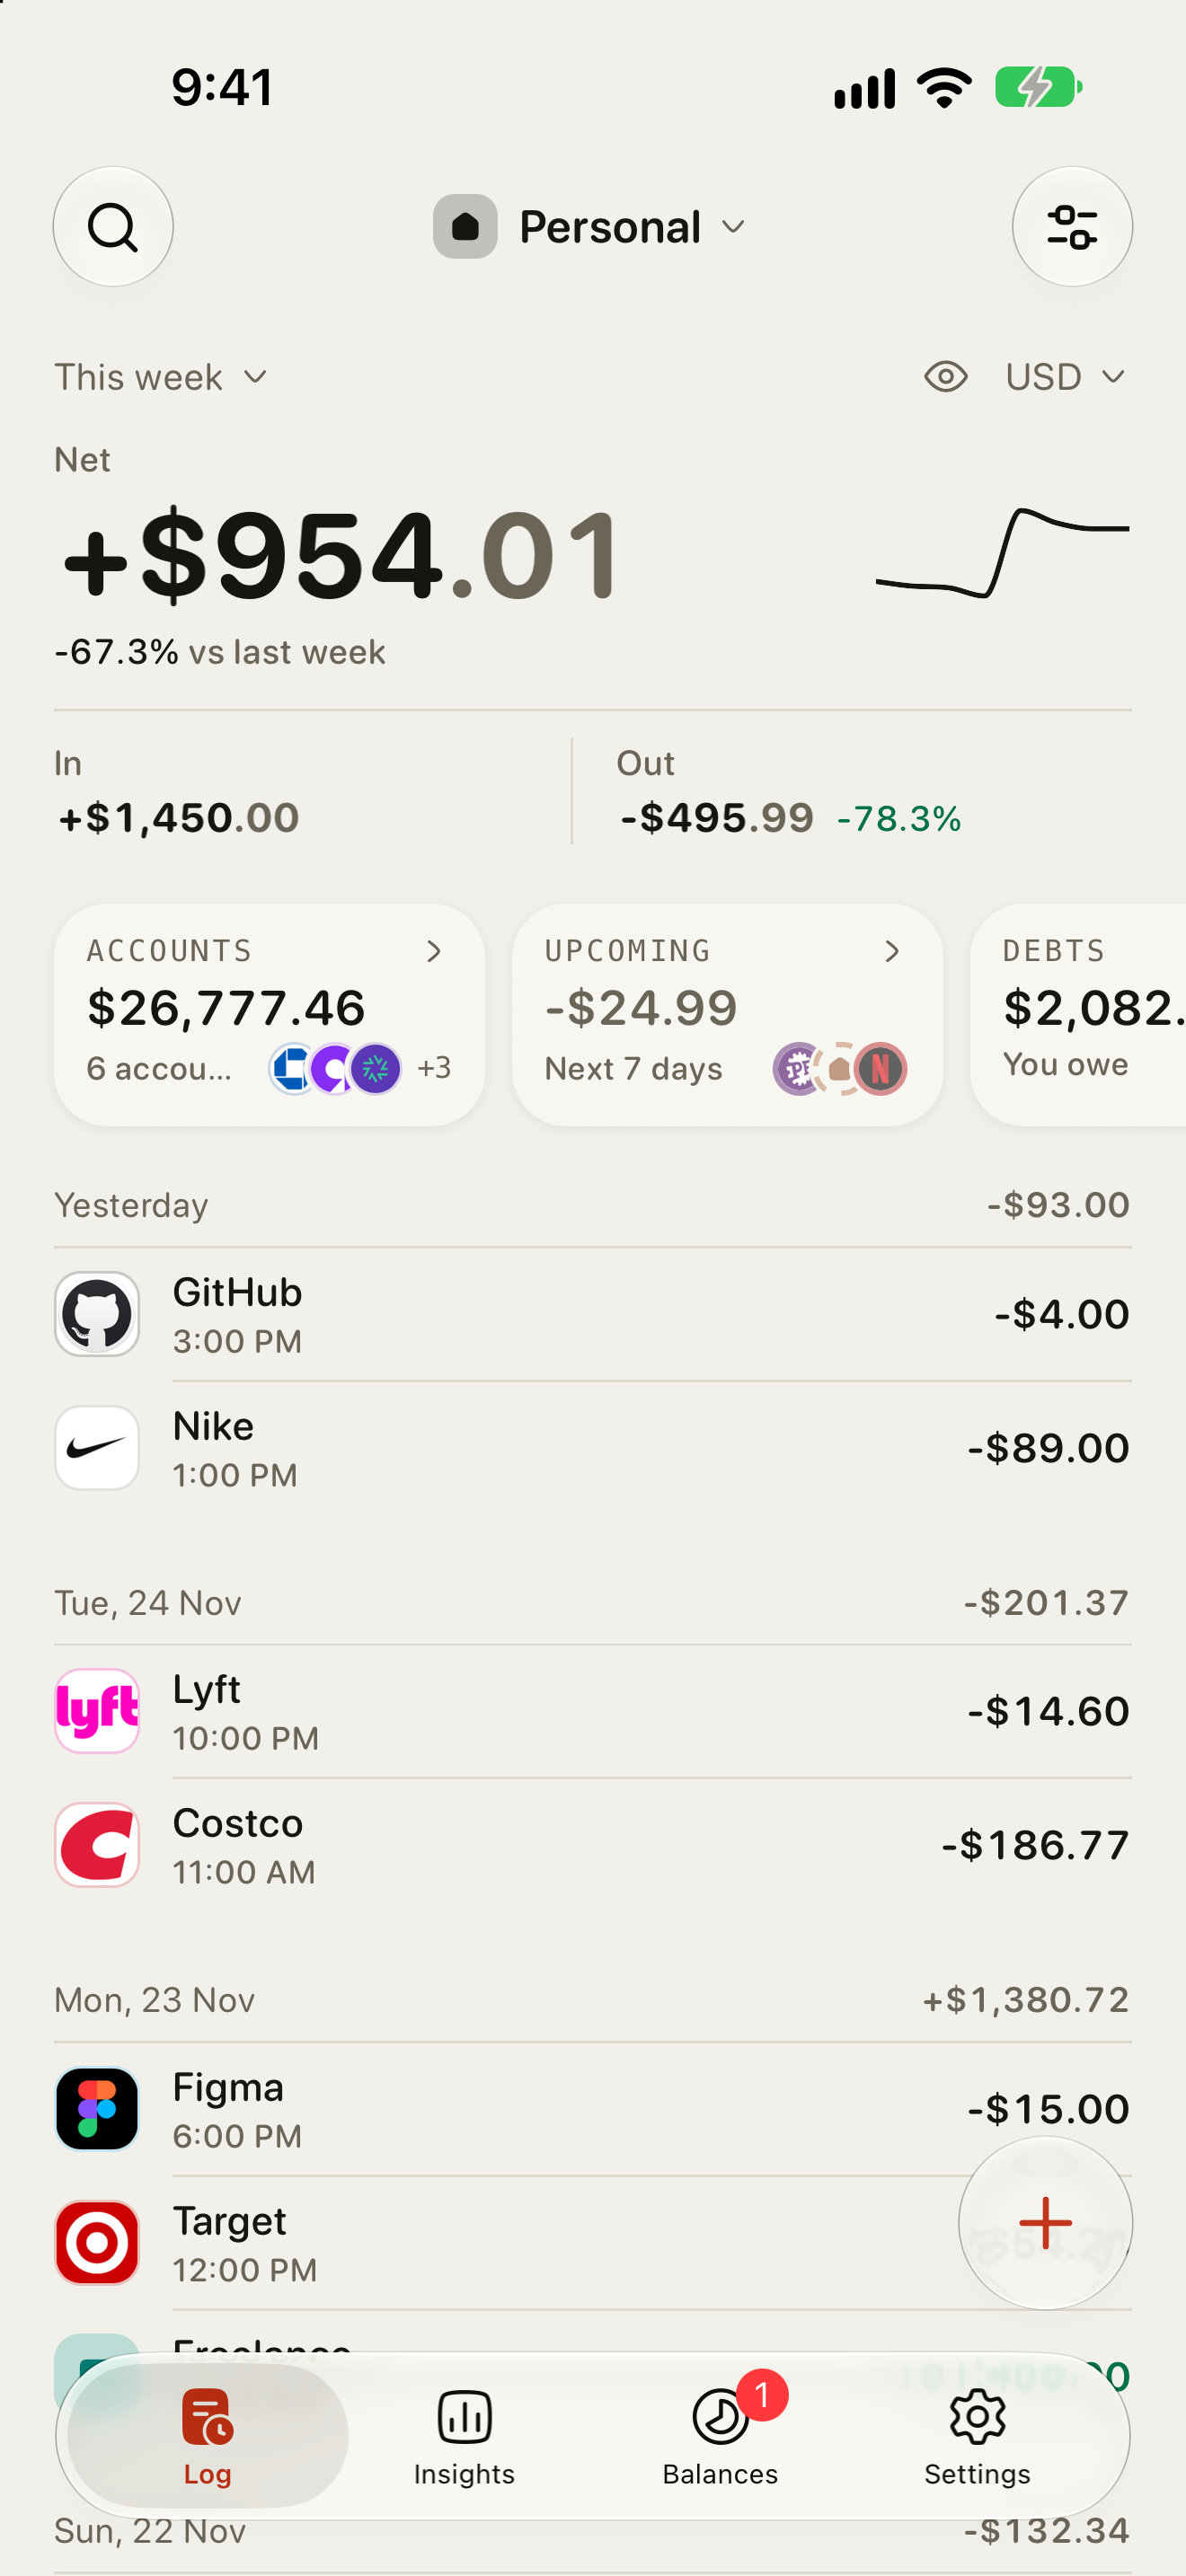 9:41
Personal
This week
USD
Net
+$954.01
-67.3% vs last week
In
Out
+$1,450.00
-$495.99 -78.3%
ACCOUNTS
$26,777.46
6 accou... +3
UPCOMING
-$24.99
Next 7 days
DEBTS
$2,082.
You owe
Yesterday -$93.00
GitHub
3:00 PM
-$4.00
Nike
1:00 PM
-$89.00
Tue, 24 Nov -$201.37
lyft
Lyft
10:00 PM
-$14.60
Costco
11:00 AM
-$186.77
Mon, 23 Nov +$1,380.72
Figma
6:00 PM
-$15.00
Target
12:00 PM
Freelance
1
Log
Insights
Balances
Settings
Sun, 22 Nov -$132.34